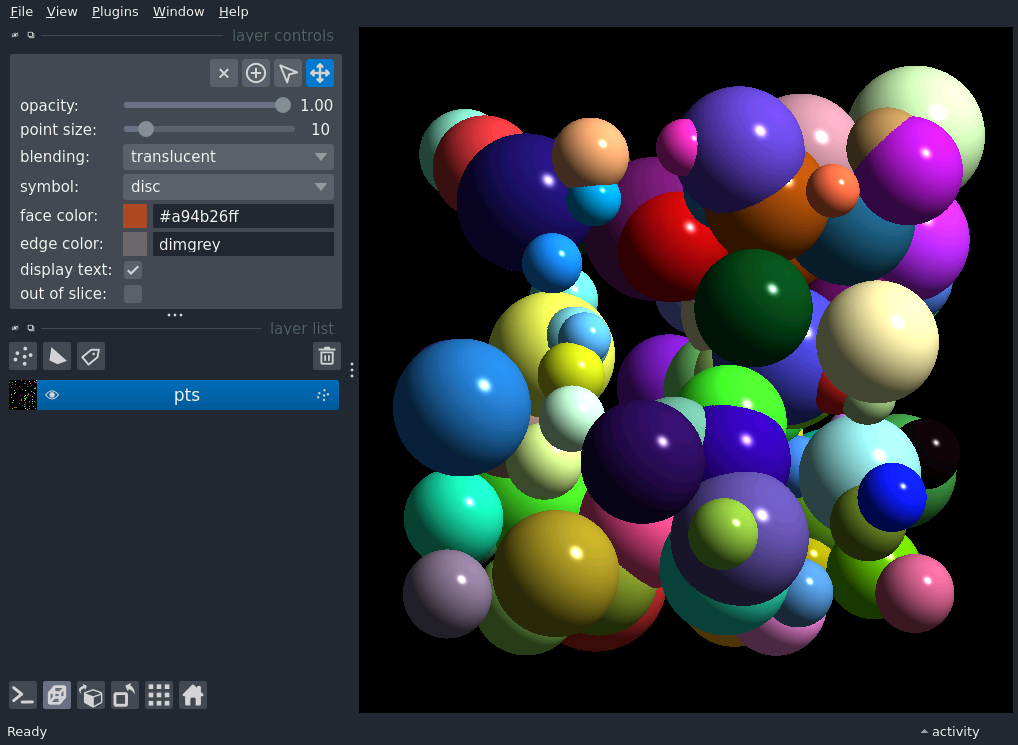 File View Plugins Window Help
layer controls
opacity: 1.00
point size: 10
blending: translucent
symbol: disc
face color: #a94b26ff
edge color: dimgrey
display text:
out of slice:
layer list
pts
Ready
activity